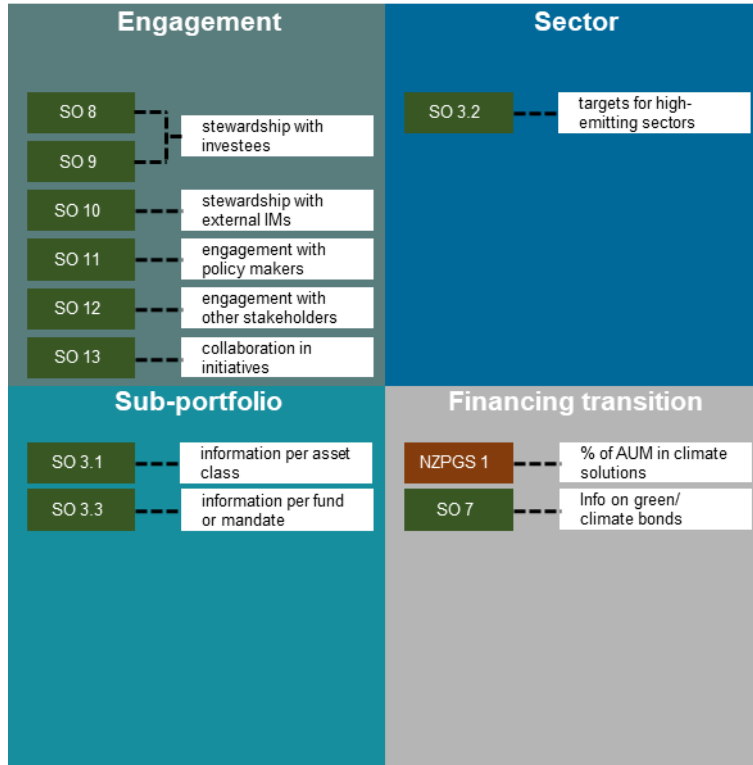 Engagement
SO 8
SO 9
stewardship with
investees
SO 10
stewardship with
external IMs
SO 11
engagement with
policy makers
SO 12
engagement with
other stakeholders
SO 13
collaboration in
initiatives
Sector
SO 3.2
targets for high-
emitting sectors
Sub-portfolio
SO 3.1
information per asset
class
SO 3.3
information per fund
or mandate
Financing transition
NZPGS 1
% of AUM in climate
solutions
SO 7
Info on green/
climate bonds